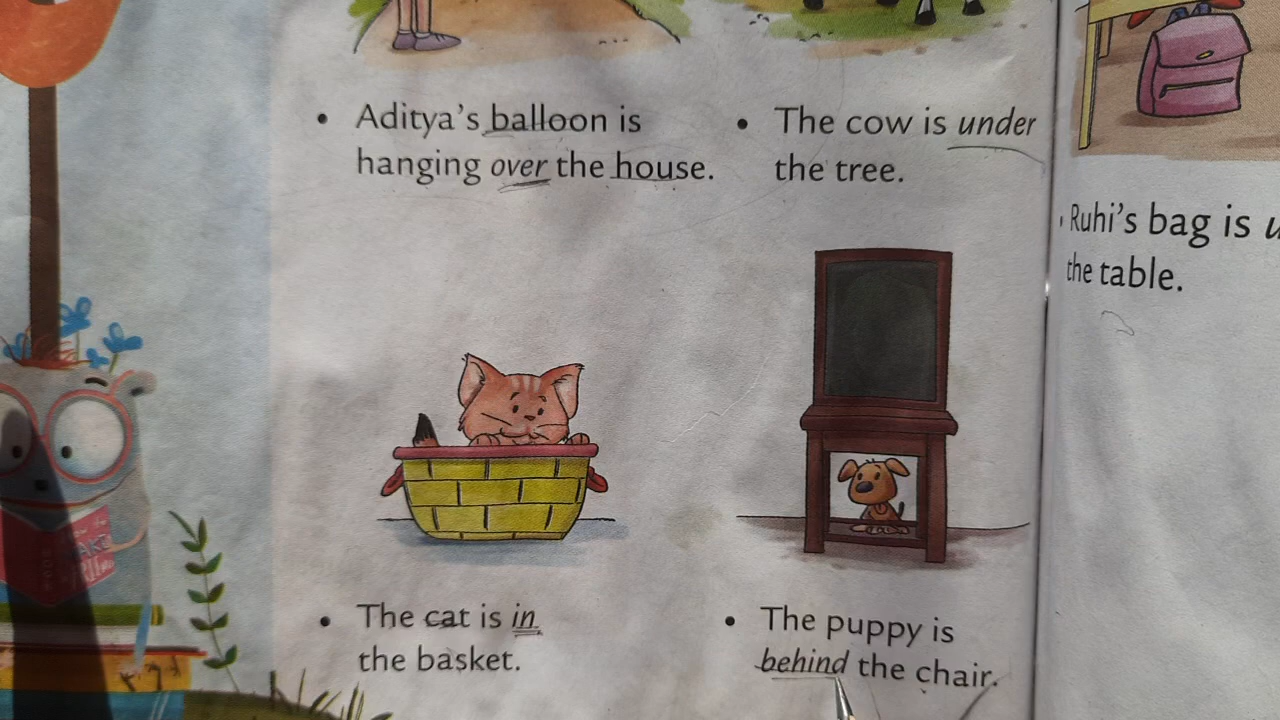 Aditya's balloon is
hanging over the house.
The cow is under
the tree.
The cat is in
the basket.
The puppy is
behind the chair.
Ruhi's bag is
the table.